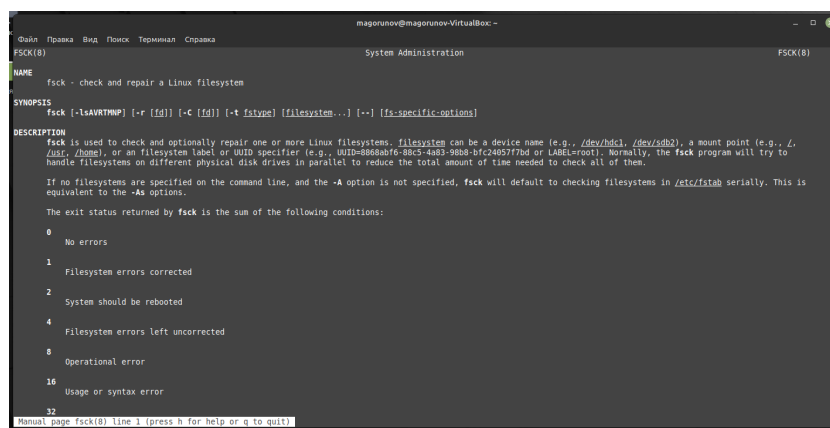 magorunov@magorunov-VirtualBox: ~
Файл Правка Вид Поиск Терминал Справка
FSCK(8) System Administration FSCK(8)
NAME
fsck - check and repair a Linux filesystem
SYNOPSIS
fsck [-lsAVRTMNP] [-r [fd]] [-C [fd]] [-t fstype] [filesystem...] [--] [fs-specific-options]
DESCRIPTION
fsck is used to check and optionally repair one or more Linux filesystems. filesystem can be a device name (e.g., /dev/hdc1, /dev/sdb2), a mount point (e.g., /,
/usr, /home), or an filesystem label or UUID specifier (e.g., UUID=8868abf6-88c5-4a83-98b8-bfc24057f7bd or LABEL=root). Normally, the fsck program will try to
handle filesystems on different physical disk drives in parallel to reduce the total amount of time needed to check all of them.
If no filesystems are specified on the command line, and the -A option is not specified, fsck will default to checking filesystems in /etc/fstab serially. This is
equivalent to the -As options.
The exit status returned by fsck is the sum of the following conditions:
0
No errors
1
Filesystem errors corrected
2
System should be rebooted
4
Filesystem errors left uncorrected
8
Operational error
16
Usage or syntax error
32
Manual page fsck(8) line 1 (press h for help or q to quit)